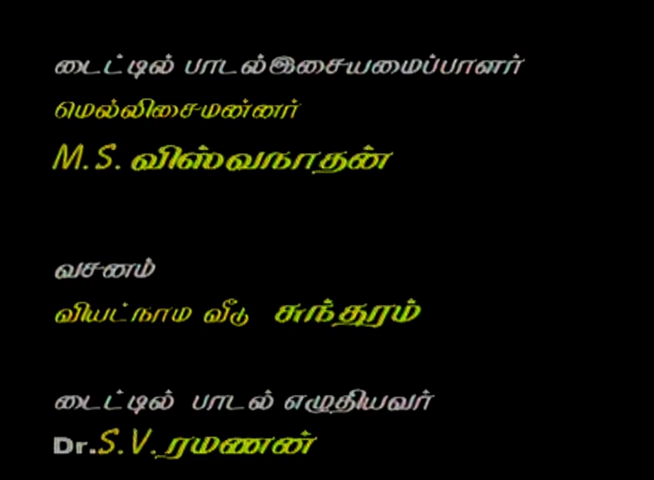 டைட்டில் பாடல்இசையமைப்பாளர்
மெல்லிசைமன்னர்
M.S. விஸ்வநாதன்
வசனம்
வியட்நாம வீடு சுந்தரம்
டைட்டில் பாடல் எழுதியவர்
Dr.S.V.ரமணன்